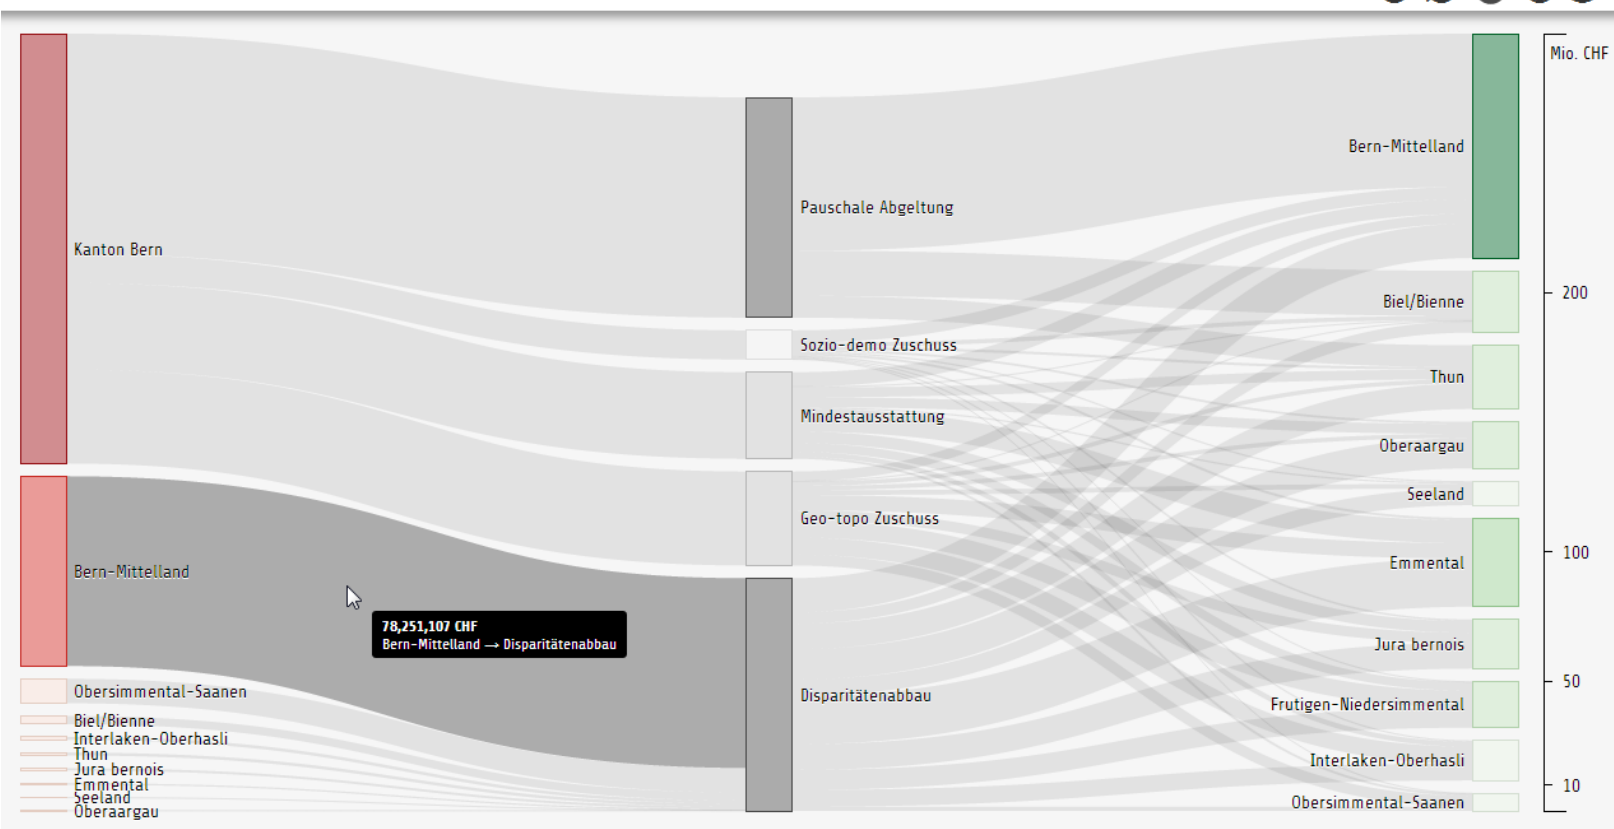 Mio. CHF
Kanton Bern
Bern-Mittelland
Obersimmental-Saanen
Biel/Bienne
Interlaken-Oberhasli
Thun
Jura bernois
Emmental
Seeland
Oberaargau
78,251,107 CHF
Bern-Mittelland → Disparitätenabbau
Pauschale Abgeltung
Sozio-demo Zuschuss
Mindestausstattung
Geo-topo Zuschuss
Disparitätenabbau
Bern-Mittelland
Biel/Bienne
Thun
Oberaargau
Seeland
Emmental
Jura bernois
Frutigen-Niedersimmental
Interlaken-Oberhasli
Obersimmental-Saanen
200
100
50
10